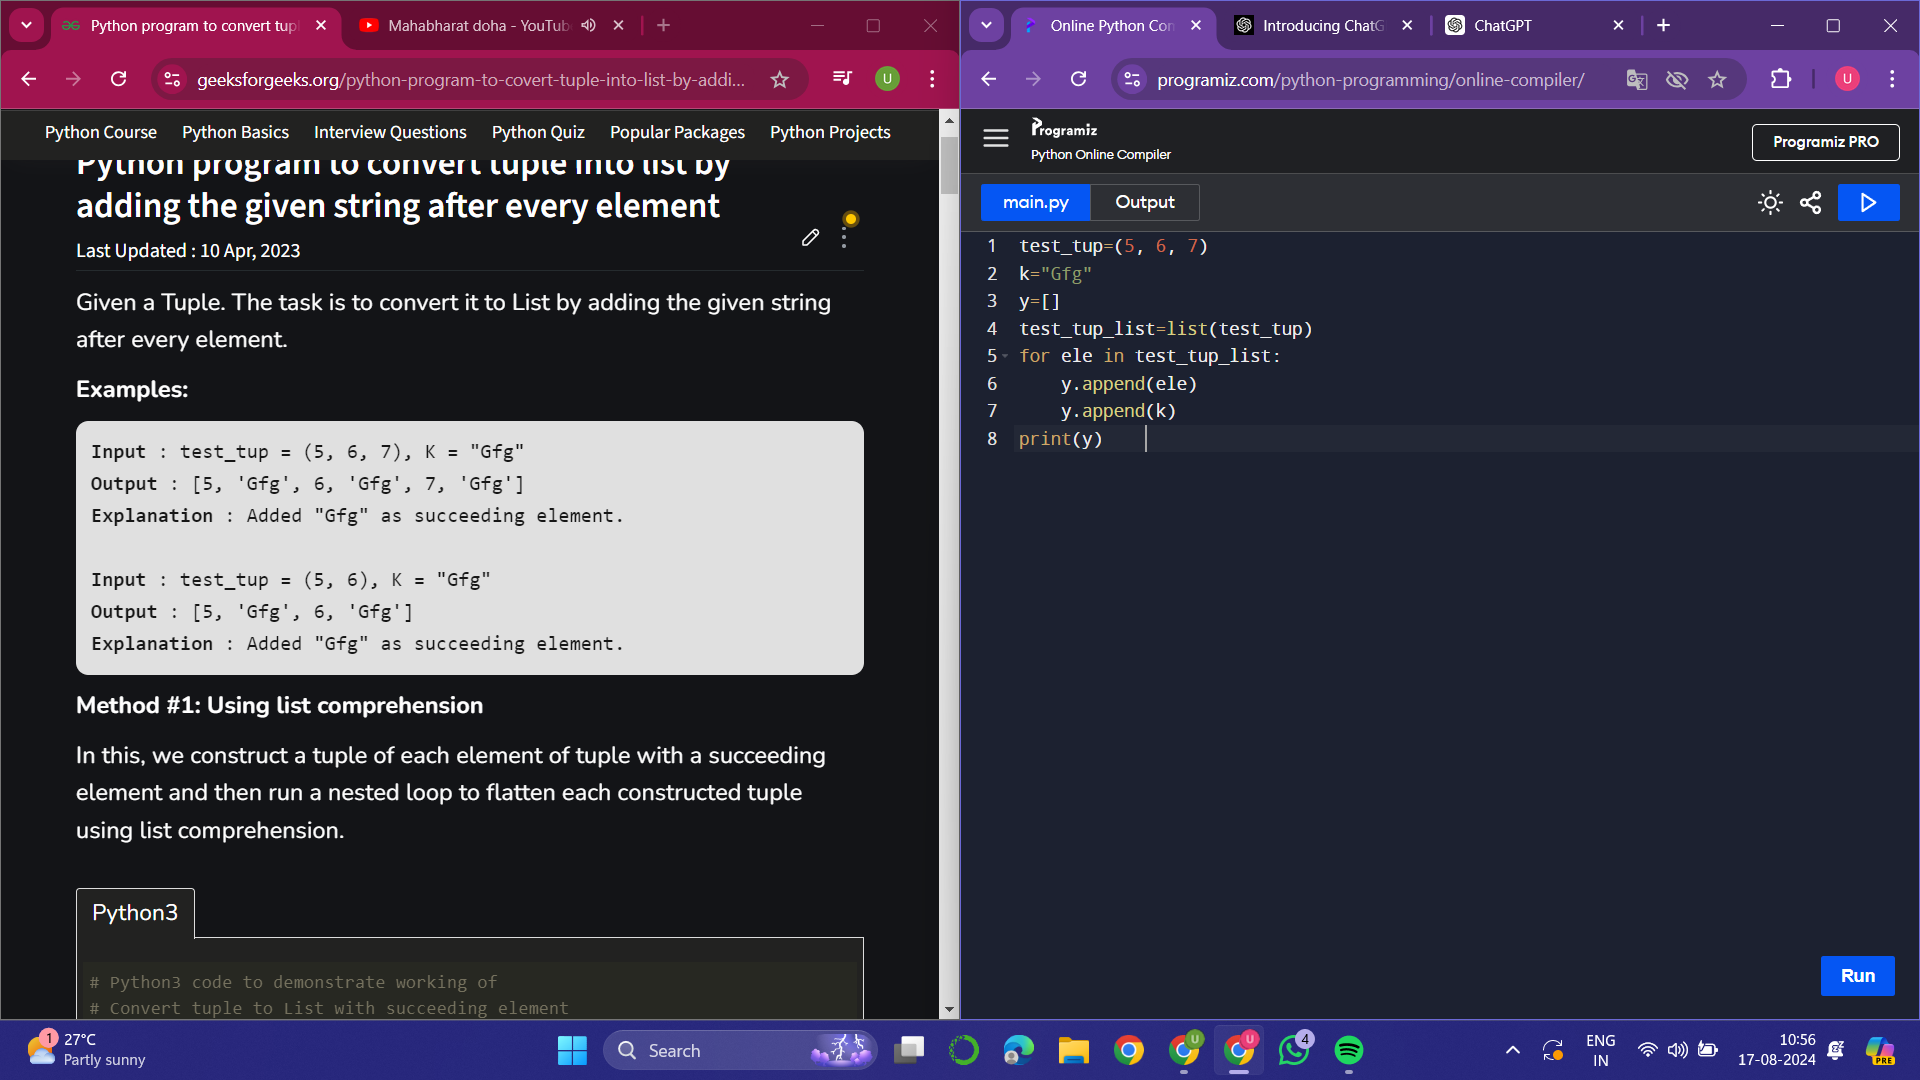 Python program to convert tupl
Mahabharat doha - YouTub
geeksforgeeks.org/python-program-to-covert-tuple-into-list-by-addi...
U
Python Course Python Basics Interview Questions Python Quiz Popular Packages Python Projects
Python program to convert tuple into list by
adding the given string after every element
Last Updated : 10 Apr, 2023
Given a Tuple. The task is to convert it to List by adding the given string
after every element.
Examples:
Input : test_tup = (5, 6, 7), K = "Gfg"
Output : [5, 'Gfg', 6, 'Gfg', 7, 'Gfg']
Explanation : Added "Gfg" as succeeding element.
Input : test_tup = (5, 6), K = "Gfg"
Output : [5, 'Gfg', 6, 'Gfg']
Explanation : Added "Gfg" as succeeding element.
Method #1: Using list comprehension
In this, we construct a tuple of each element of tuple with a succeeding
element and then run a nested loop to flatten each constructed tuple
using list comprehension.
Python3
# Python3 code to demonstrate working of
# Convert tuple to List with succeeding element
Online Python Con
Introducing ChatG
ChatGPT
programiz.com/python-programming/online-compiler/
U
Programiz
Python Online Compiler
Programiz PRO
main.py Output
1 test_tup=(5, 6, 7)
2 k="Gfg"
3 y=[]
4 test_tup_list=list(test_tup)
5 for ele in test_tup_list:
6 y.append(ele)
7 y.append(k)
8 print(y)
Run
1
27°C
Partly sunny
Search
U
U
4
ENG
IN
10:56
17-08-2024
PRE